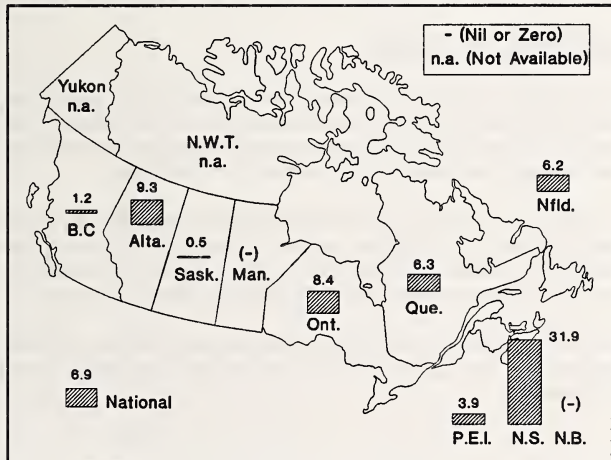 - (Nil or Zero)
n.a. (Not Available)
Yukon
n.a.
N.W.T.
n.a.
6.2
Nfld.
1.2
B.C
9.3
Alta.
0.5
Sask.
(-)
Man.
8.4
Ont.
6.3
Que.
31.9
N.S.
6.9
National
3.9
P.E.I.
(-)
N.B.